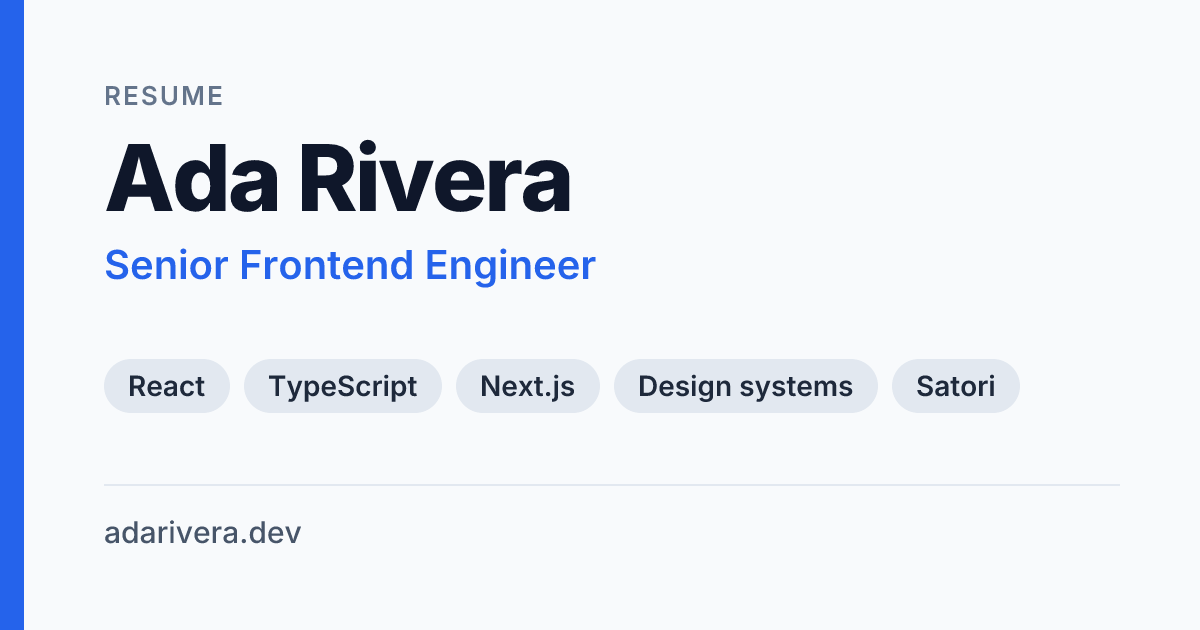 RESUME
Ada Rivera
Senior Frontend Engineer
React TypeScript Next.js Design systems Satori
adarivera.dev